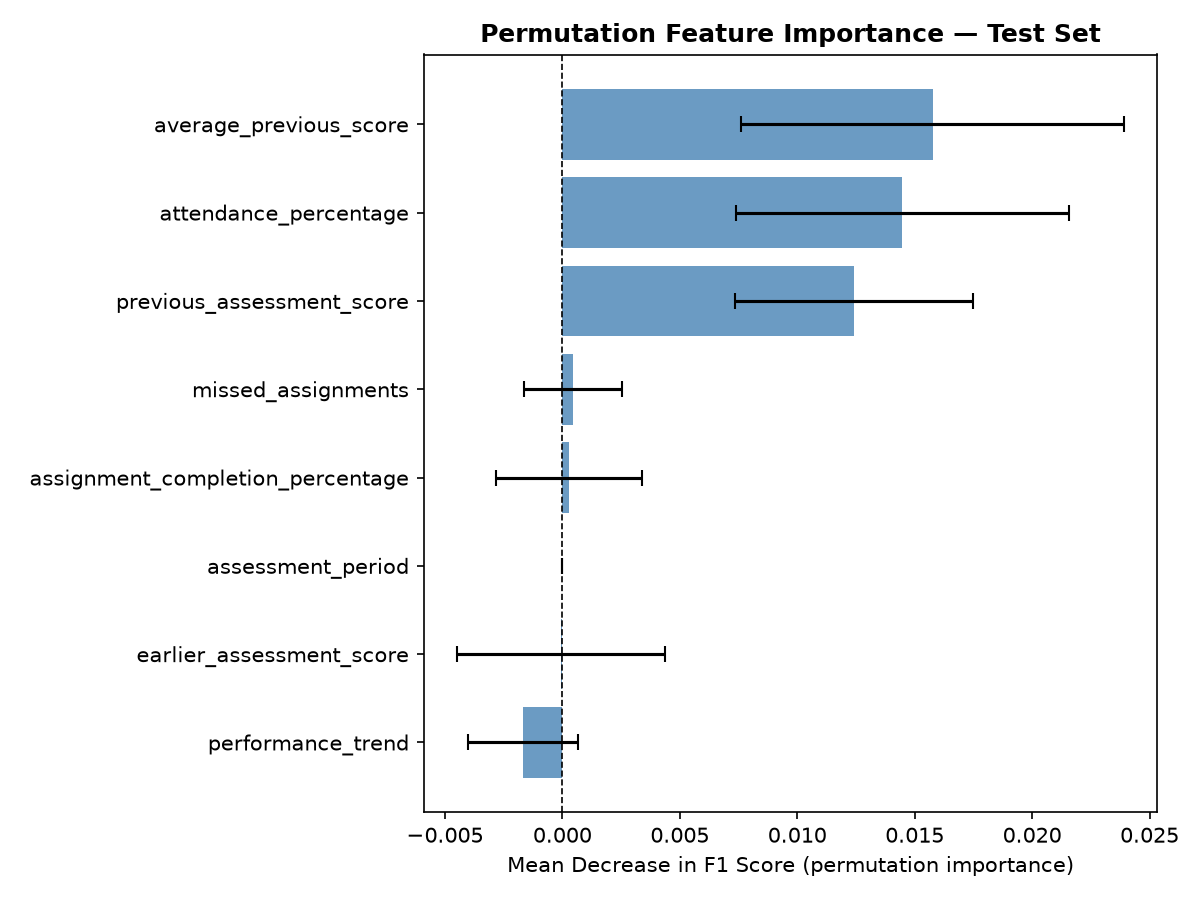 Permutation Feature Importance — Test Set
average_previous_score
attendance_percentage
previous_assessment_score
missed_assignments
assignment_completion_percentage
assessment_period
earlier_assessment_score
performance_trend
−0.005 0.000 0.005 0.010 0.015 0.020 0.025
Mean Decrease in F1 Score (permutation importance)